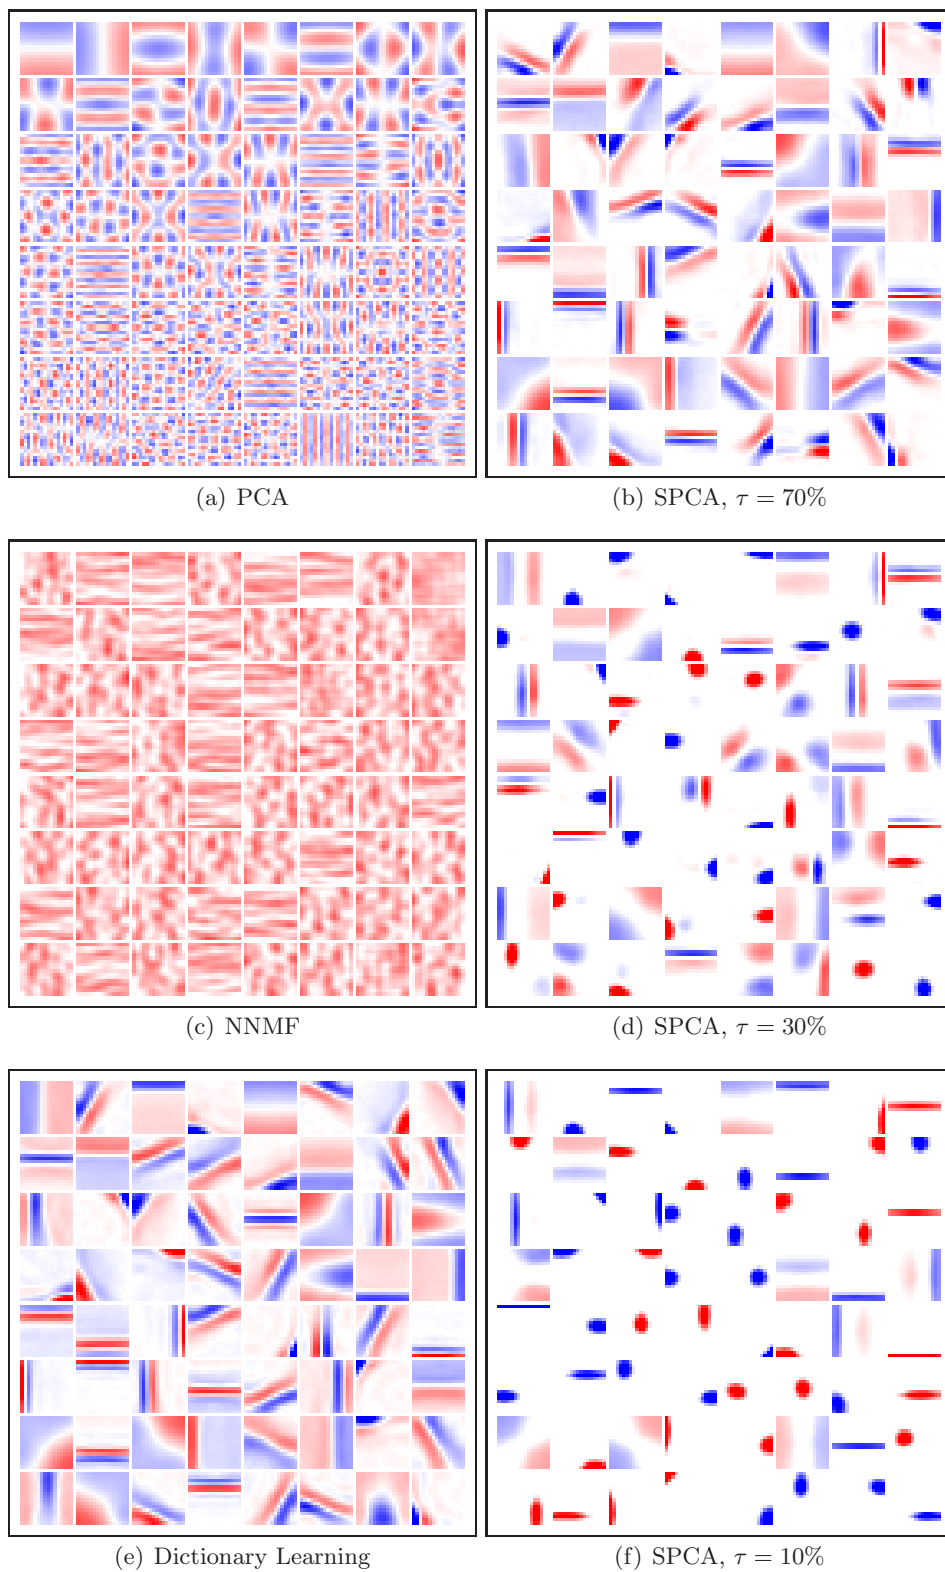 (a) PCA
(b) SPCA, τ = 70%
(c) NNMF
(d) SPCA, τ = 30%
(e) Dictionary Learning
(f) SPCA, τ = 10%